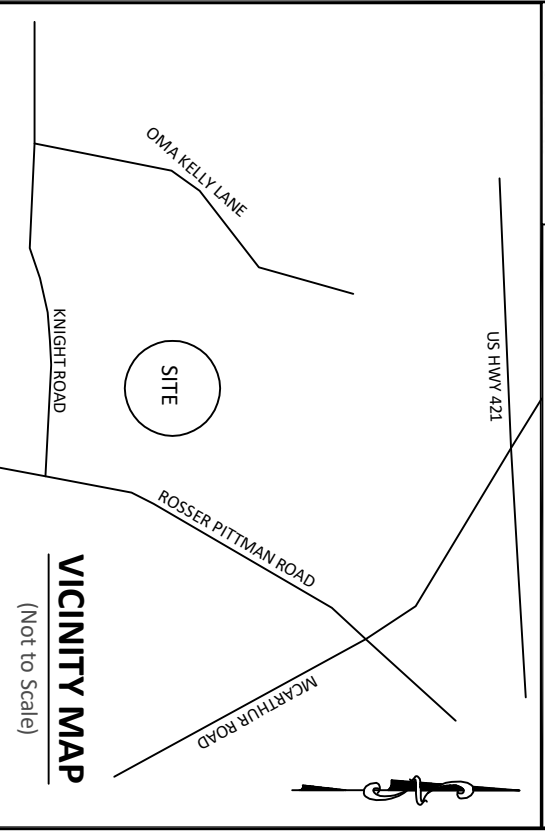 US HWY 421
OMA KELLY LANE
SITE
KNIGHT ROAD
ROSSER PITTMAN ROAD
MCARTHUR ROAD
VICINITY MAP
(Not to Scale)